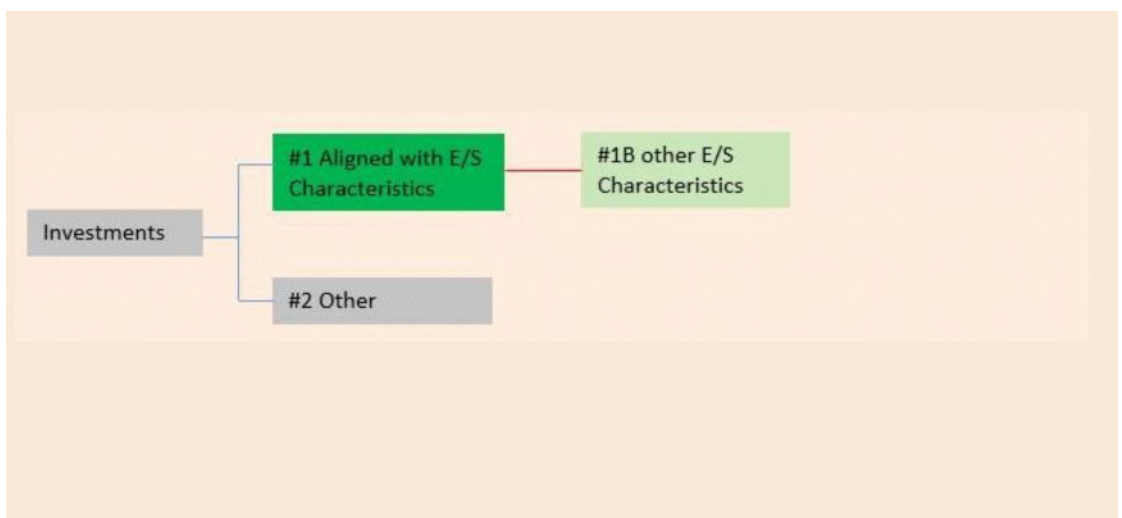 #1 Aligned with E/S
Characteristics
#1B other E/S
Characteristics
Investments
#2 Other